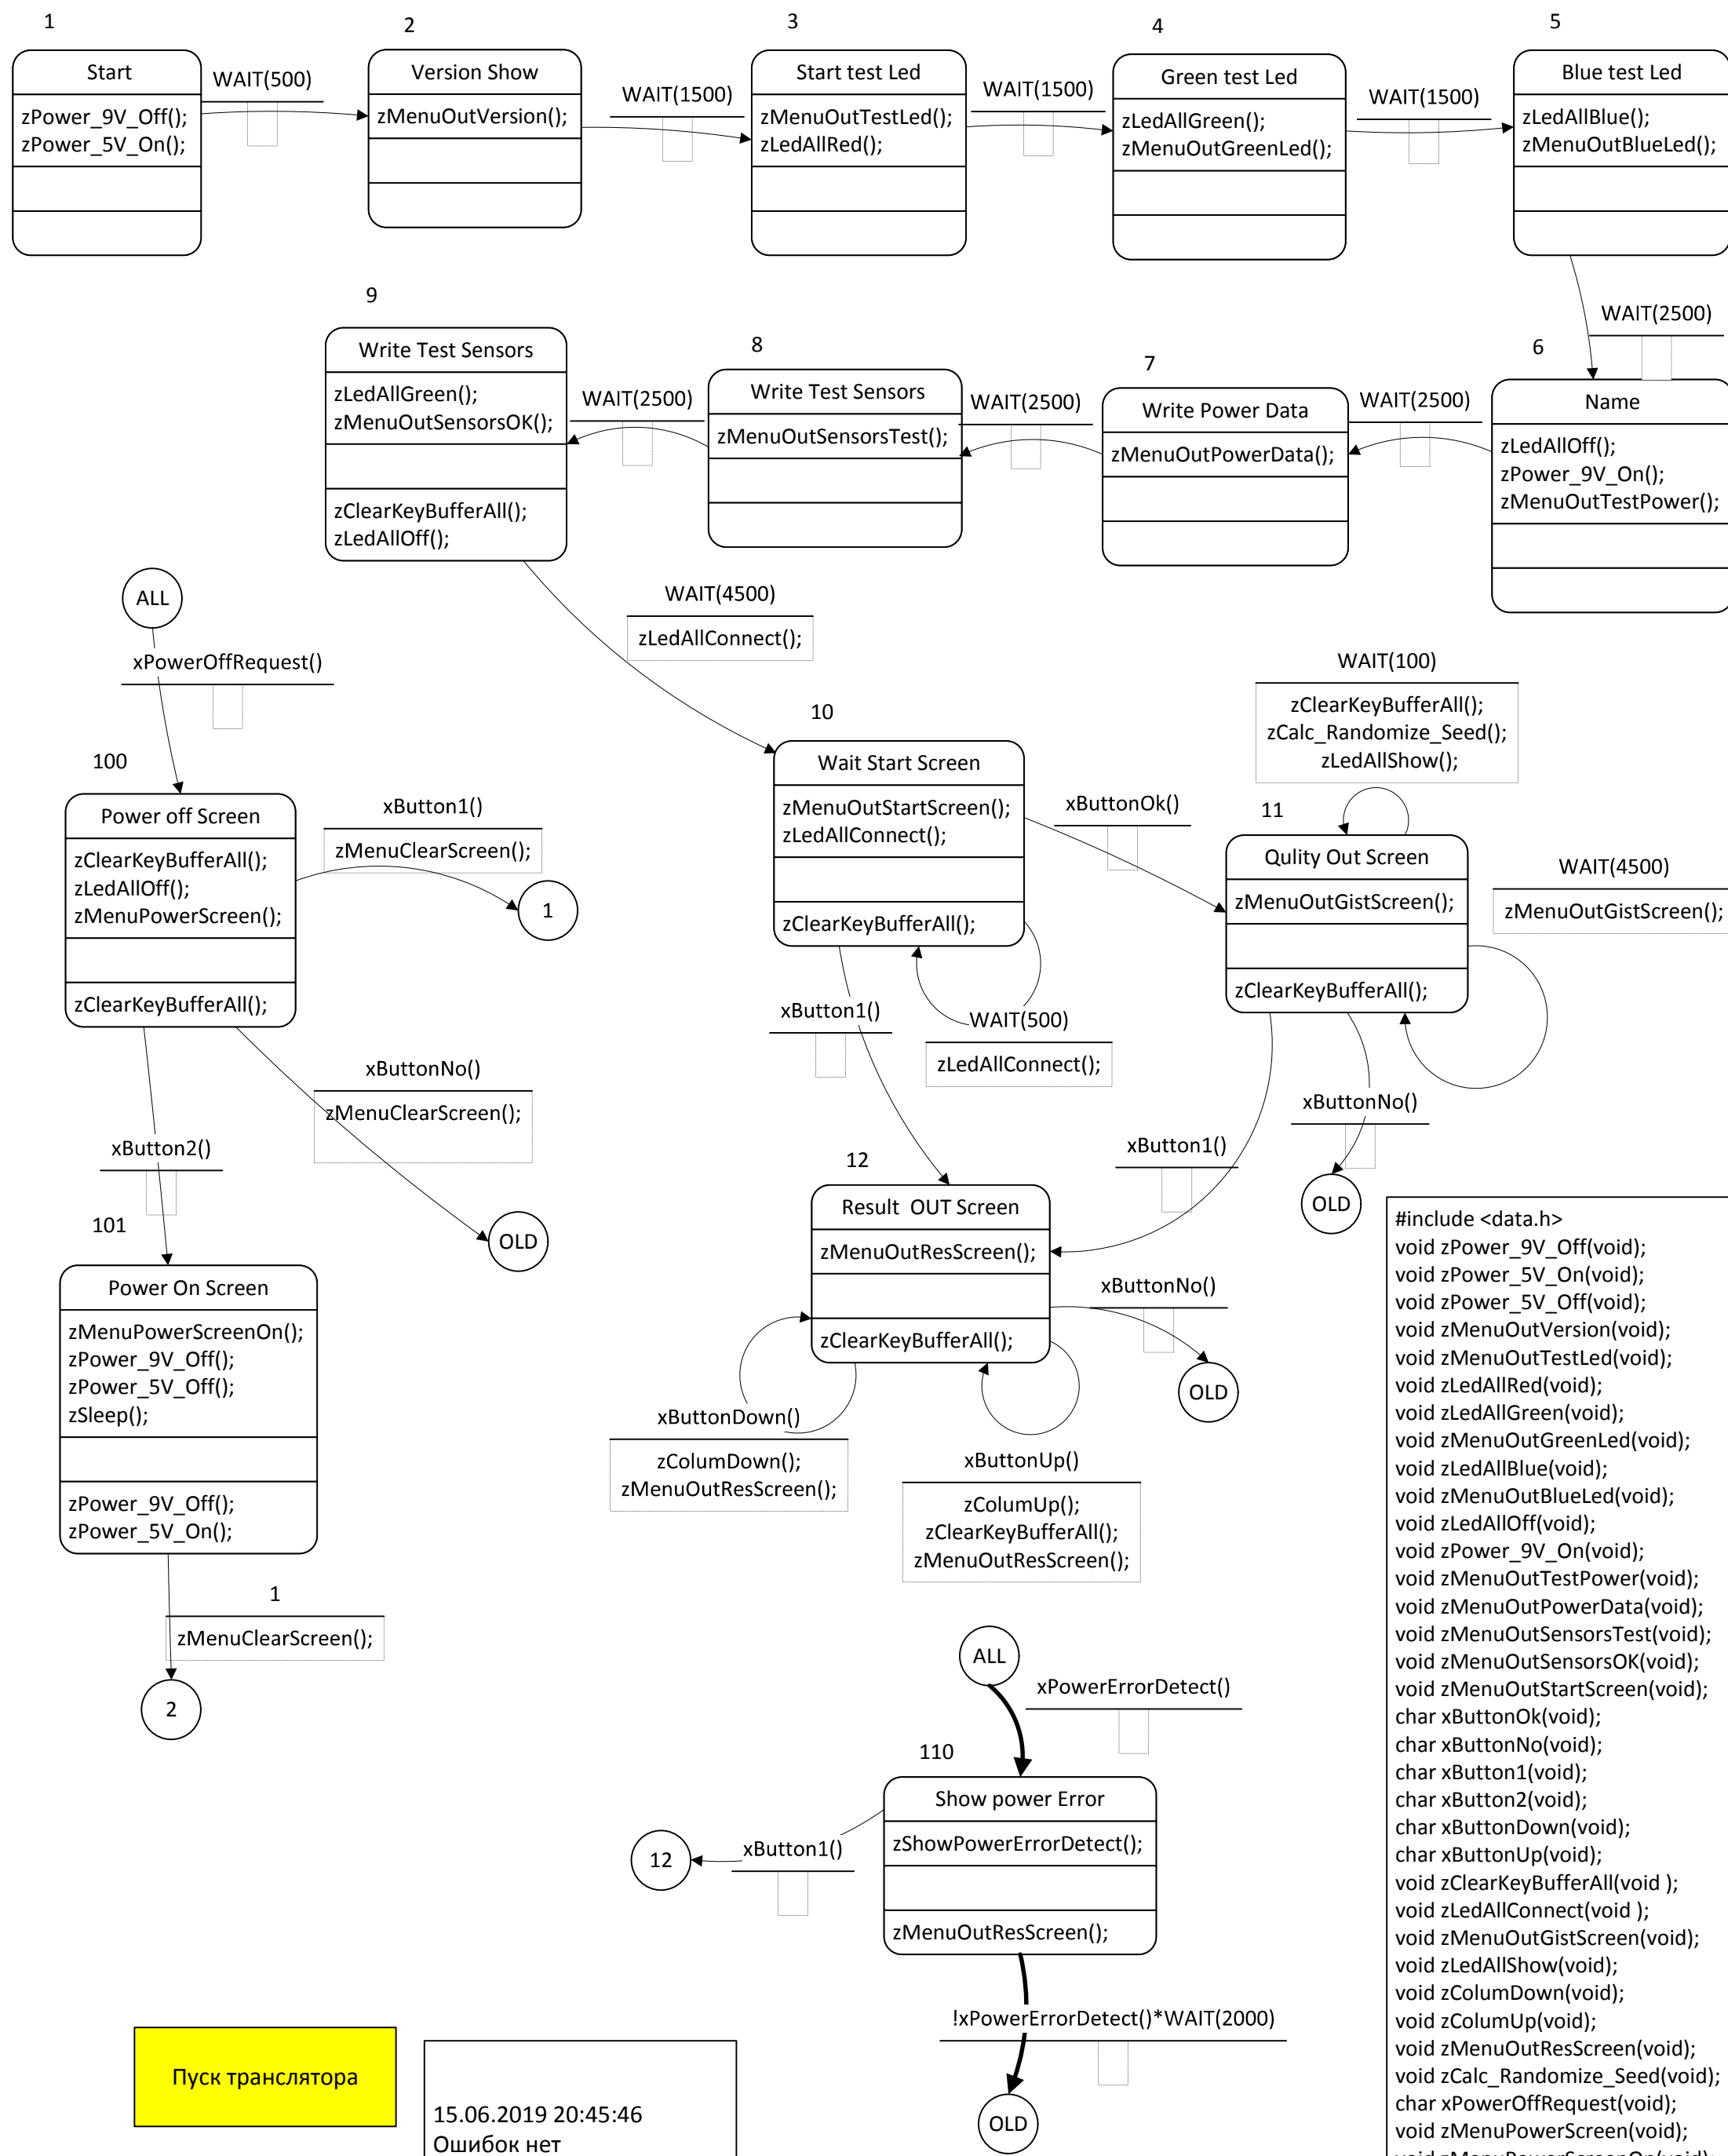 1
Start
zPower_9V_Off();
zPower_5V_On();
WAIT(500)
2
Version Show
zMenuOutVersion();
WAIT(1500)
3
Start test Led
zMenuOutTestLed();
zLedAllRed();
WAIT(1500)
4
Green test Led
zLedAllGreen();
zMenuOutGreenLed();
WAIT(1500)
5
Blue test Led
zLedAllBlue();
zMenuOutBlueLed();
WAIT(2500)
6
Name
zLedAllOff();
zPower_9V_On();
zMenuOutTestPower();
WAIT(2500)
7
Write Power Data
zMenuOutPowerData();
WAIT(2500)
8
Write Test Sensors
zMenuOutSensorsTest();
WAIT(2500)
9
Write Test Sensors
zLedAllGreen();
zMenuOutSensorsOK();
zClearKeyBufferAll();
zLedAllOff();
WAIT(4500)
zLedAllConnect();
ALL
xPowerOffRequest()
100
Power off Screen
zClearKeyBufferAll();
zLedAllOff();
zMenuPowerScreen();
zClearKeyBufferAll();
xButton1()
zMenuClearScreen();
1
xButtonNo()
zMenuClearScreen();
OLD
xButton2()
101
Power On Screen
zMenuPowerScreenOn();
zPower_9V_Off();
zPower_5V_Off();
zSleep();
zPower_9V_Off();
zPower_5V_On();
1
zMenuClearScreen();
2
10
Wait Start Screen
zMenuOutStartScreen();
zLedAllConnect();
zClearKeyBufferAll();
xButtonOk()
WAIT(500)
zLedAllConnect();
xButton1()
WAIT(100)
zClearKeyBufferAll();
zCalc_Randomize_Seed();
zLedAllShow();
11
Qulity Out Screen
zMenuOutGistScreen();
zClearKeyBufferAll();
WAIT(4500)
zMenuOutGistScreen();
xButtonNo()
OLD
xButton1()
12
Result  OUT Screen
zMenuOutResScreen();
zClearKeyBufferAll();
xButtonNo()
OLD
xButtonDown()
zColumDown();
zMenuOutResScreen();
xButtonUp()
zColumUp();
zClearKeyBufferAll();
zMenuOutResScreen();
ALL
xPowerErrorDetect()
110
Show power Error
zShowPowerErrorDetect();
zMenuOutResScreen();
xButton1()
12
!xPowerErrorDetect()*WAIT(2000)
OLD
Пуск транслятора
15.06.2019 20:45:46
Ошибок нет
#include <data.h>
void zPower_9V_Off(void);
void zPower_5V_On(void);
void zPower_5V_Off(void);
void zMenuOutVersion(void);
void zMenuOutTestLed(void);
void zLedAllRed(void);
void zLedAllGreen(void);
void zMenuOutGreenLed(void);
void zLedAllBlue(void);
void zMenuOutBlueLed(void);
void zLedAllOff(void);
void zPower_9V_On(void);
void zMenuOutTestPower(void);
void zMenuOutPowerData(void);
void zMenuOutSensorsTest(void);
void zMenuOutSensorsOK(void);
void zMenuOutStartScreen(void);
char xButtonOk(void);
char xButtonNo(void);
char xButton1(void);
char xButton2(void);
char xButtonDown(void);
char xButtonUp(void);
void zClearKeyBufferAll(void );
void zLedAllConnect(void );
void zMenuOutGistScreen(void);
void zLedAllShow(void);
void zColumDown(void);
void zColumUp(void);
void zMenuOutResScreen(void);
void zCalc_Randomize_Seed(void);
char xPowerOffRequest(void);
void zMenuPowerScreen(void);
void zMenuPowerScreenOn(void);